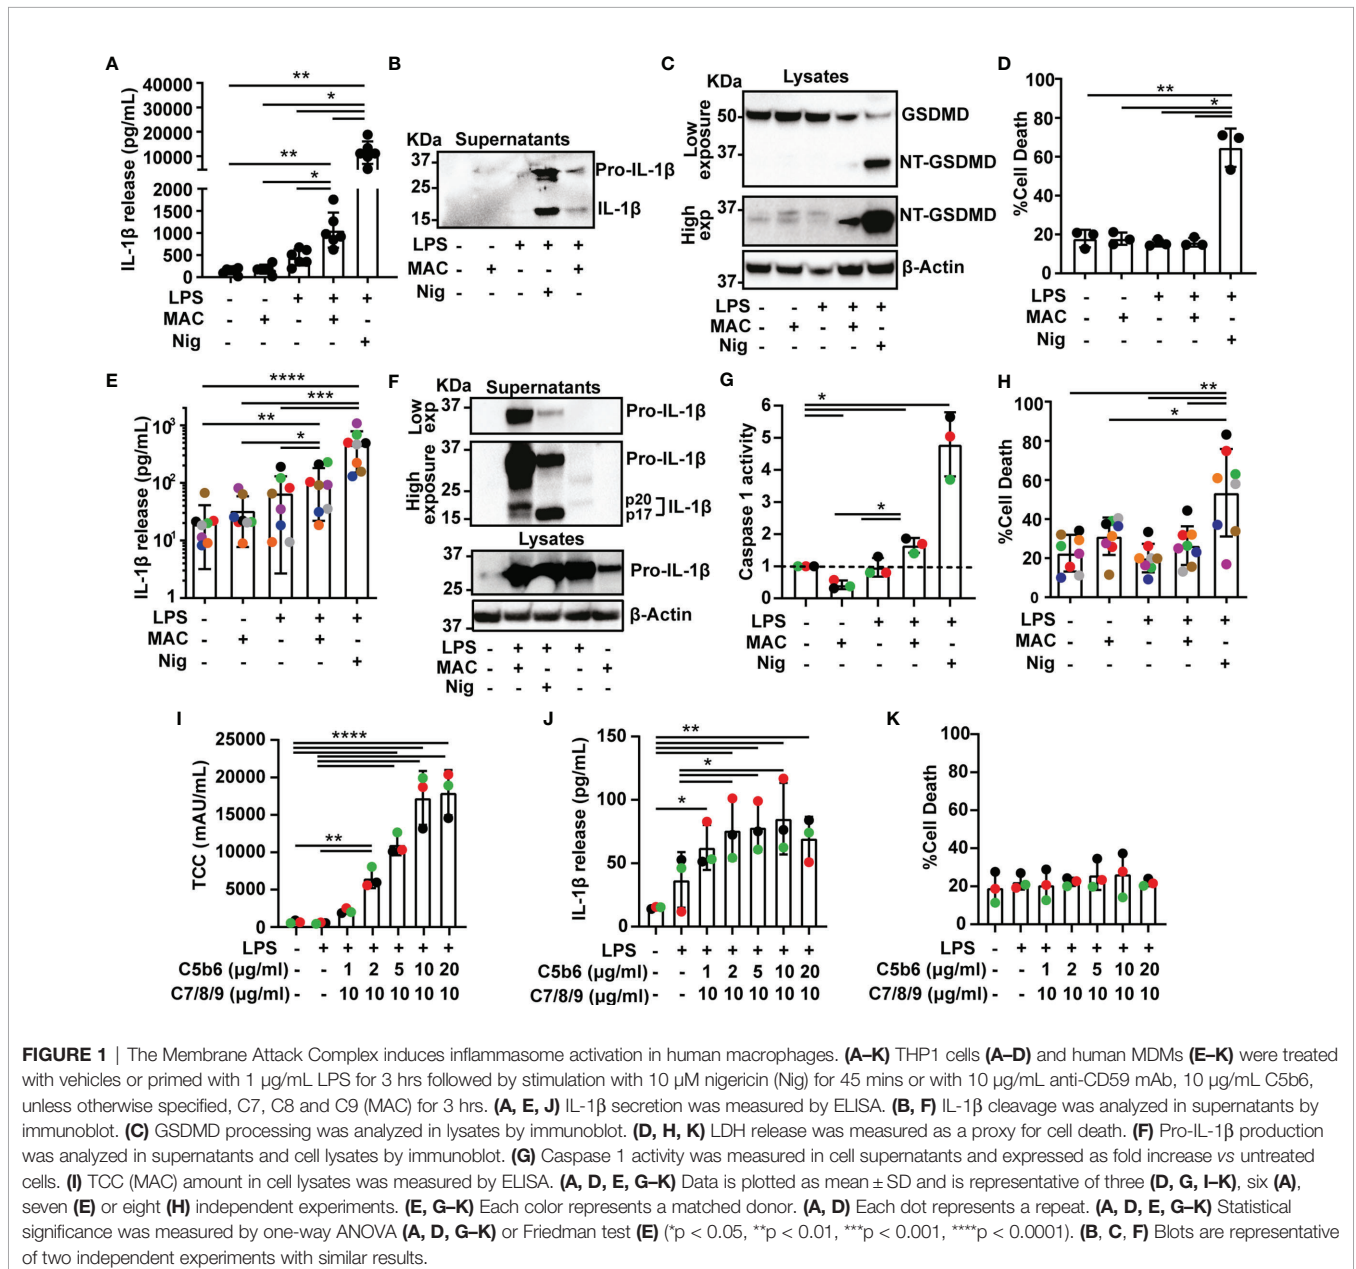 A
IL-1β release (pg/mL)
40000
30000
20000
10000
2000
1500
1000
500
0
**
*
**
*
LPS - - + + +
MAC - + - + -
Nig - - - - +
B
KDa Supernatants
37
25
15
Pro-IL-1β
IL-1β
LPS - - + + +
MAC - + - - +
Nig - - - + -
C
KDa Lysates
Low exposure
50
37
GSDMD
NT-GSDMD
High exp
37
NT-GSDMD
37
β-Actin
LPS - - + + +
MAC - + - + -
Nig - - - - +
D
%Cell Death
100
80
60
40
20
0
**
*
LPS - - + + +
MAC - + - + -
Nig - - - - +
E
IL-1β release (pg/mL)
10³
10²
10¹
1
****
***
**
*
LPS - - + + +
MAC - + - + -
Nig - - - - +
F
KDa Supernatants
Low exp
37
Pro-IL-1β
High exposure
37
25
15
Pro-IL-1β
p20
p17
IL-1β
Lysates
37
25
Pro-IL-1β
37
β-Actin
LPS - + + + -
MAC - + - - +
Nig - - + - -
G
Caspase 1 activity
6
5
4
3
2
1
0
*
*
LPS - - + + +
MAC - + - + -
Nig - - - - +
H
%Cell Death
100
80
60
40
20
0
**
*
LPS - - + + +
MAC - + - + -
Nig - - - - +
I
TCC (mAU/mL)
25000
20000
15000
10000
5000
0
****
**
LPS - + + + + + +
C5b6 (µg/ml) - - 1 2 5 10 20
C7/8/9 (µg/ml) - - 10 10 10 10 10
J
IL-1β release (pg/mL)
150
100
50
0
**
*
*
LPS - + + + + + +
C5b6 (µg/ml) - - 1 2 5 10 20
C7/8/9 (µg/ml) - - 10 10 10 10 10
K
%Cell Death
100
80
60
40
20
0
LPS - + + + + + +
C5b6 (µg/ml) - - 1 2 5 10 20
C7/8/9 (µg/ml) - - 10 10 10 10 10
FIGURE 1 | The Membrane Attack Complex induces inflammasome activation in human macrophages. (A–K) THP1 cells (A–D) and human MDMs (E–K) were treated
with vehicles or primed with 1 µg/mL LPS for 3 hrs followed by stimulation with 10 µM nigericin (Nig) for 45 mins or with 10 µg/mL anti-CD59 mAb, 10 µg/mL C5b6,
unless otherwise specified, C7, C8 and C9 (MAC) for 3 hrs. (A, E, J) IL-1β secretion was measured by ELISA. (B, F) IL-1β cleavage was analyzed in supernatants by
immunoblot. (C) GSDMD processing was analyzed in lysates by immunoblot. (D, H, K) LDH release was measured as a proxy for cell death. (F) Pro-IL-1β production
was analyzed in supernatants and cell lysates by immunoblot. (G) Caspase 1 activity was measured in cell supernatants and expressed as fold increase vs untreated
cells. (I) TCC (MAC) amount in cell lysates was measured by ELISA. (A, D, E, G–K) Data is plotted as mean ± SD and is representative of three (D, G, I–K), six (A),
seven (E) or eight (H) independent experiments. (E, G–K) Each color represents a matched donor. (A, D) Each dot represents a repeat. (A, D, E, G–K) Statistical
significance was measured by one-way ANOVA (A, D, G–K) or Friedman test (E) (*p < 0.05, **p < 0.01, ***p < 0.001, ****p < 0.0001). (B, C, F) Blots are representative
of two independent experiments with similar results.